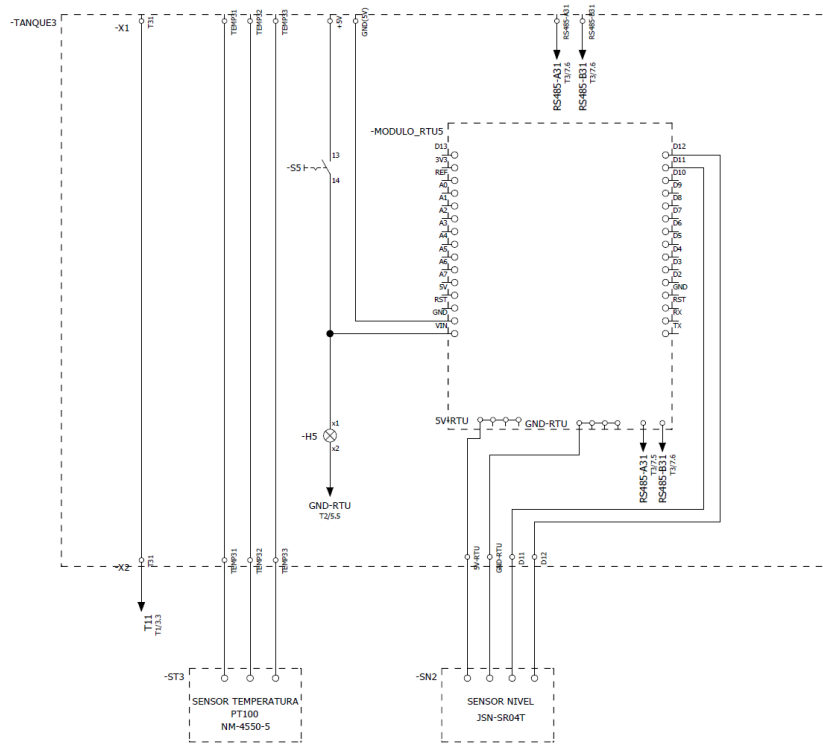 -TANQUE3
-X1
T31
TEMP31
TEMP32
TEMP33
+5V
GND(5V)
RS485-A31
RS485-B31
RS485-A31
T3/7.6
RS485-B31
T3/7.6
-MODULO_RTU5
D13
3V3
REF
A0
A1
A2
A3
A4
A5
A6
A7
5V
RST
GND
VIN
D12
D11
D10
D9
D8
D7
D6
D5
D4
D3
D2
GND
RST
RX
TX
-S5
13
14
5V-RTU
GND-RTU
RS485-A31
T3/7.5
RS485-B31
T3/7.6
-H5
x1
x2
GND-RTU
T2/5.5
-X2
T31
TEMP31
TEMP32
TEMP33
5V-RTU
GND-RTU
D11
D12
T11
T1/3.3
-ST3
SENSOR TEMPERATURA
PT100
NM-4550-5
-SN2
SENSOR NIVEL
JSN-SR04T